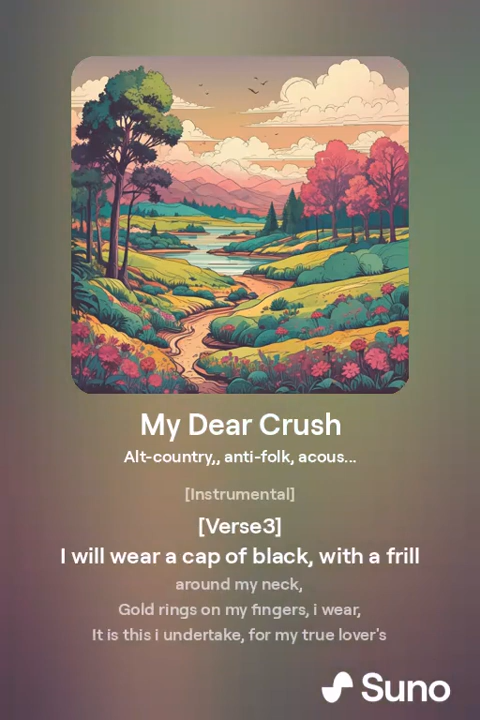 My Dear Crush
Alt-country,, anti-folk, acous...
[Instrumental]
[Verse3]
I will wear a cap of black, with a frill
around my neck,
Gold rings on my fingers, i wear,
It is this i undertake, for my true lover's
Suno